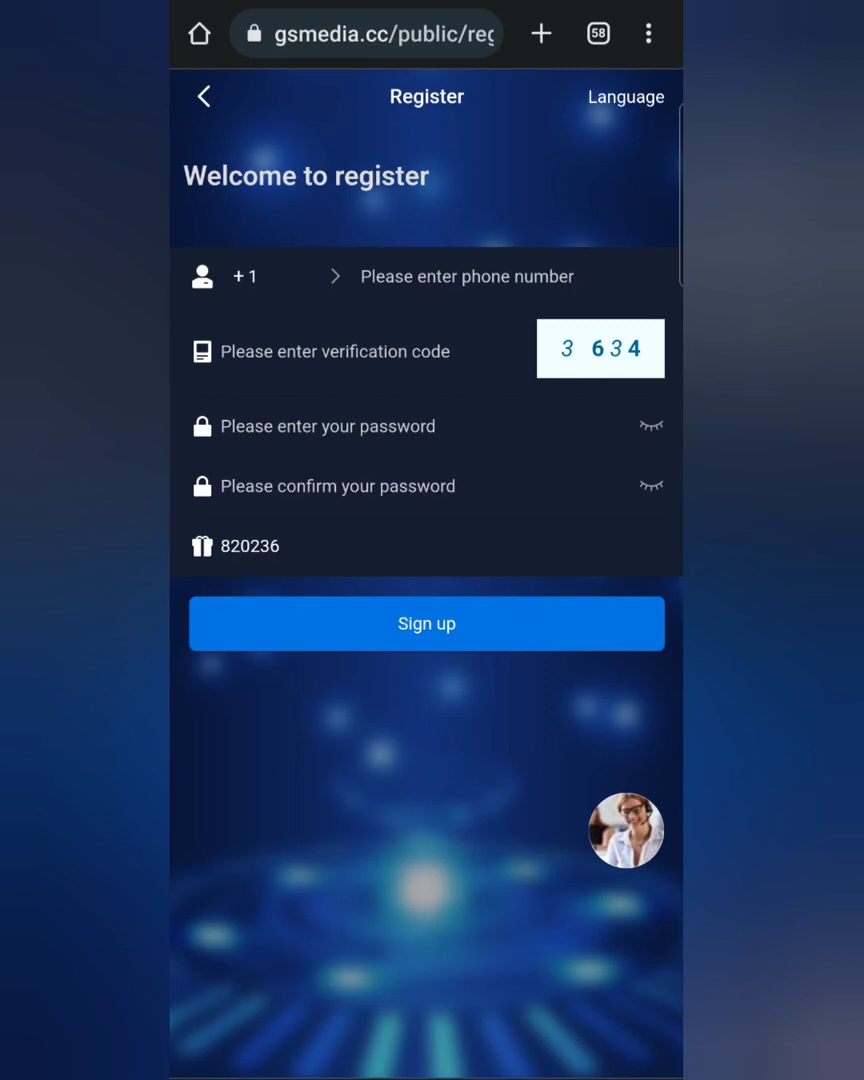 gsmedia.cc/public/reg
58
Register
Language
Welcome to register
+ 1
Please enter phone number
Please enter verification code
3 634
Please enter your password
Please confirm your password
820236
Sign up